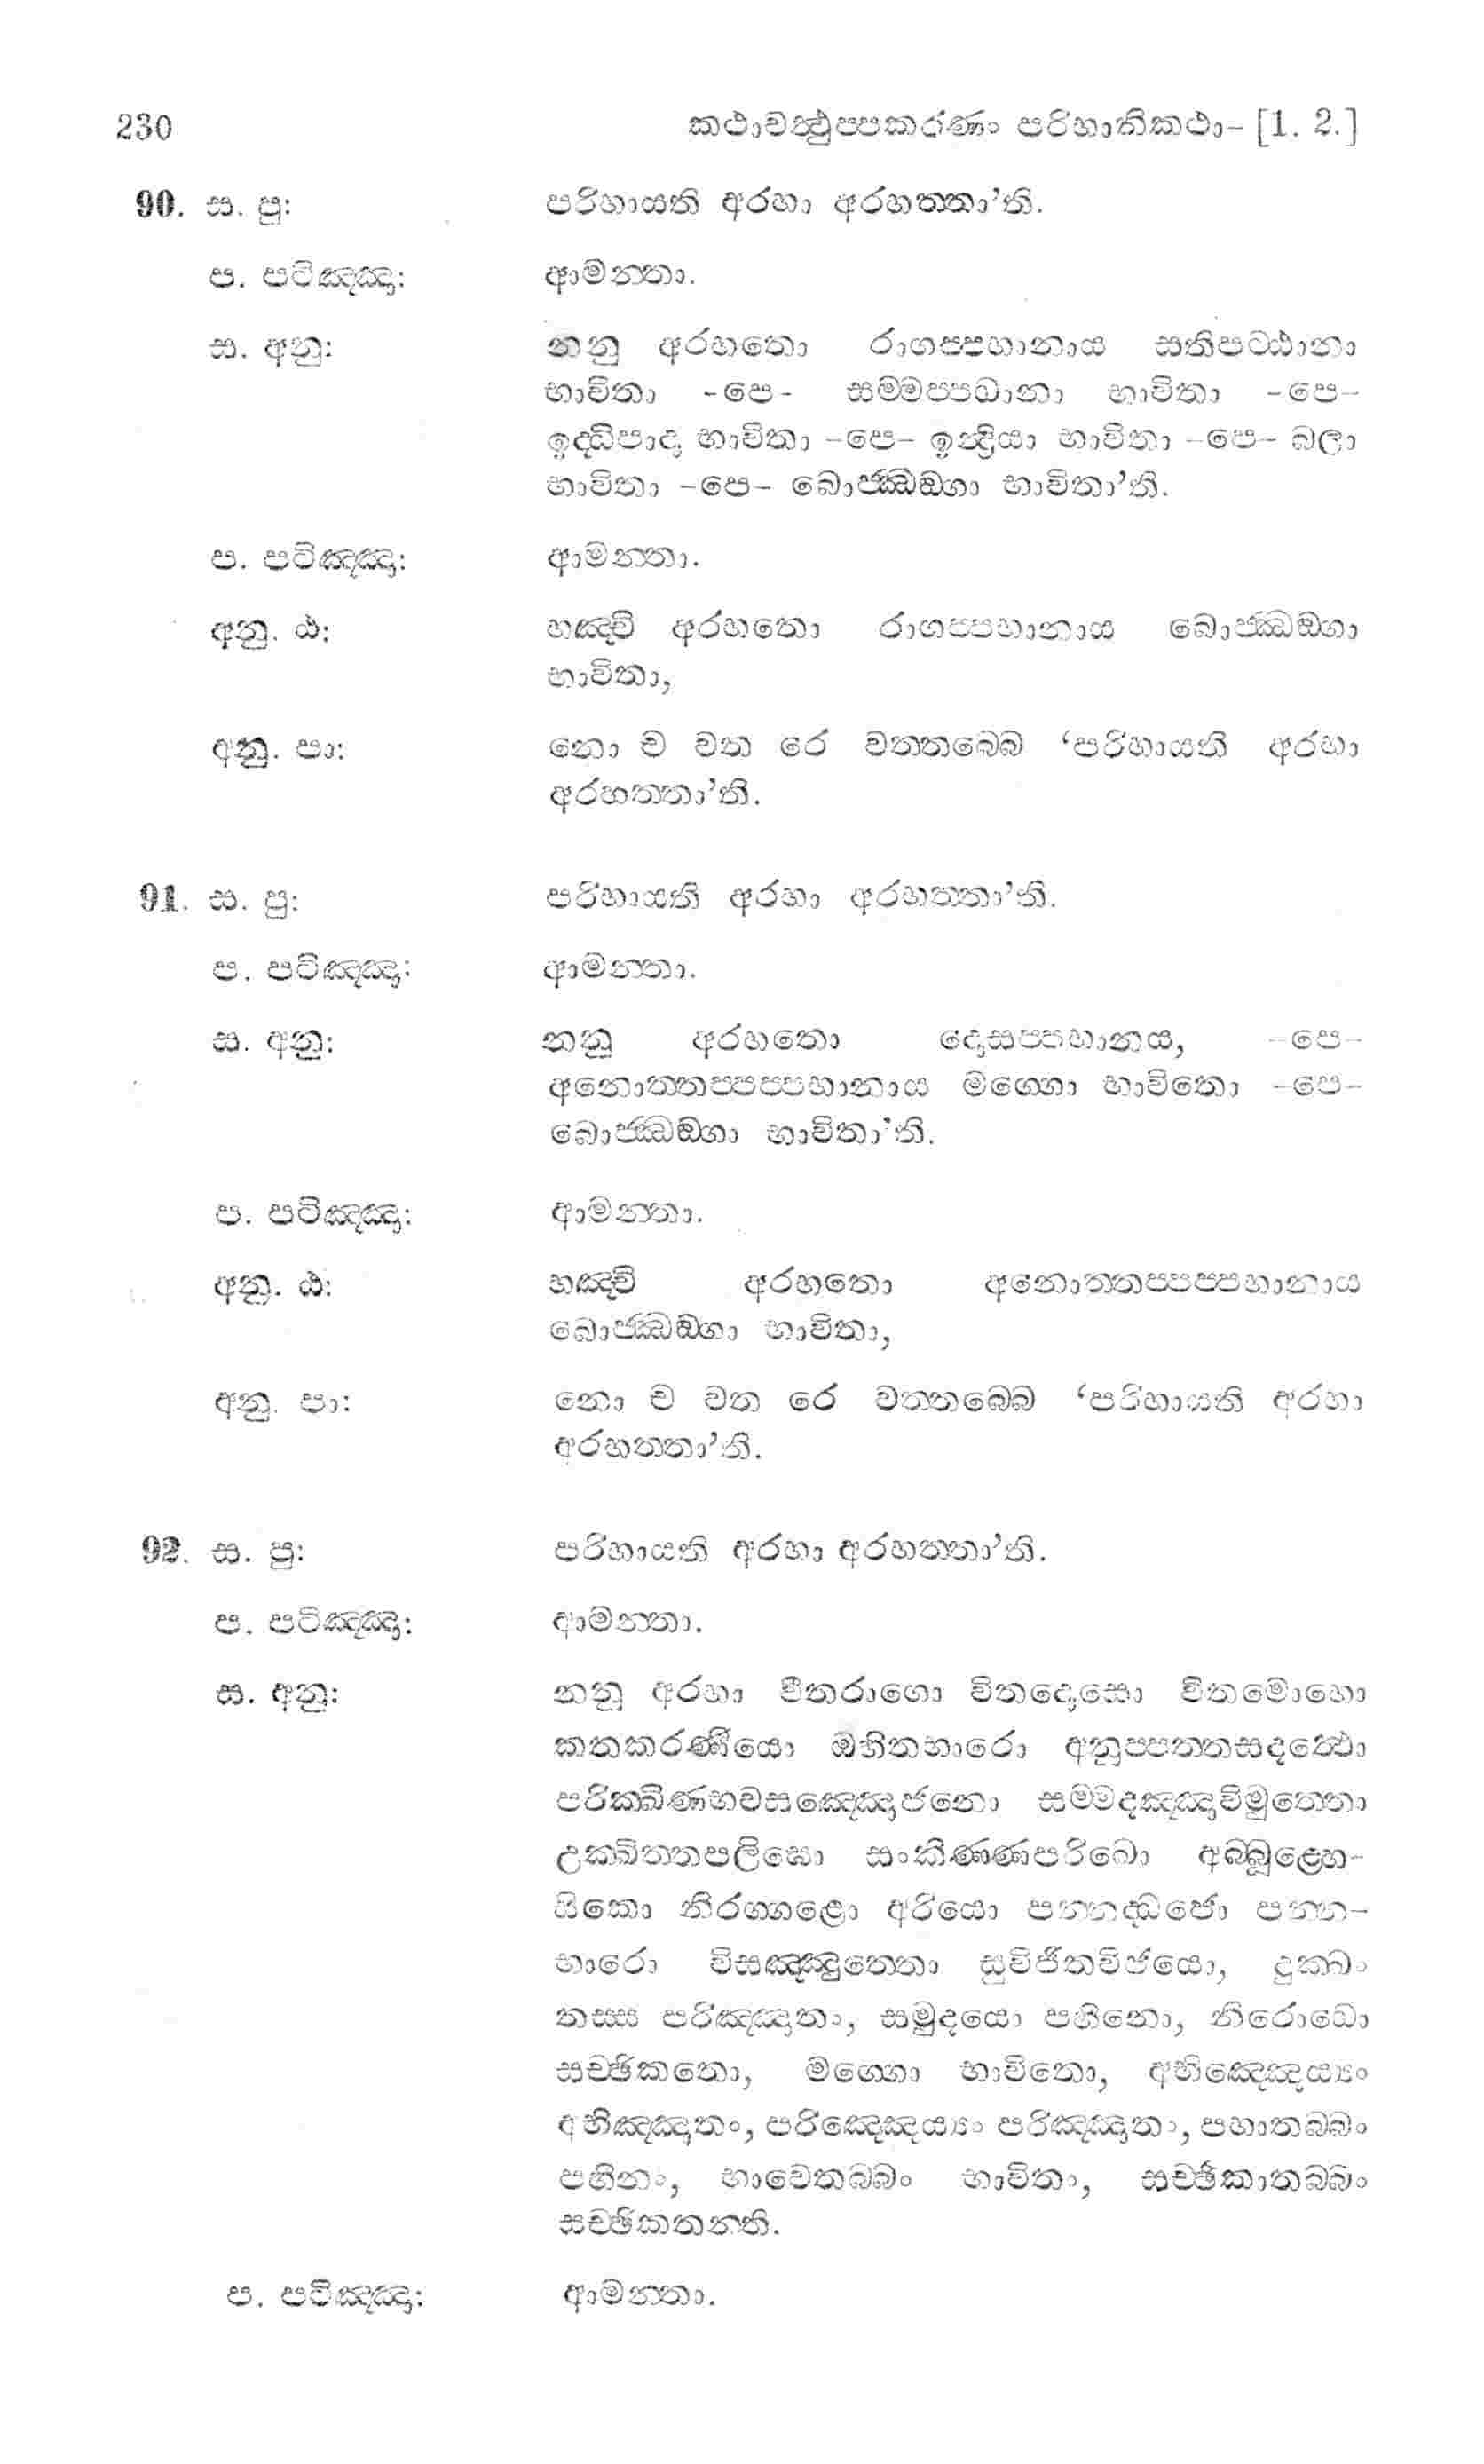 230 කථාවත්‍ථුප්පකරණං පරිහානිකථා- [1. 2.]
90. ස. පු: පරිහායති අරහා අරහත්තා’ති.
ප. පටිඤ්ඤා: ආමන්තා.
ස. අනු: නනු අරහතො රාගප්පහානාය සතිපට්ඨානා
භාවිතා -පෙ- සම්මප්පධානා භාවිතා -පෙ-
ඉද්ධිපාදා භාවිතා -පෙ- ඉන්ද්‍රියා භාවිතා -පෙ- බලා
භාවිතා -පෙ- බොජ්ඣඞ්ගා භාවිතා’ති.
ප. පටිඤ්ඤා: ආමන්තා.
අනු. ඨ: හඤ්චි අරහතො රාගප්පහානාය බොජ්ඣඞ්ගා
භාවිතා,
අනු. පා: නො ච වත රෙ වත්තබ්බෙ ‘පරිහායති අරහා
අරහත්තා’ති.
91. ස. පු: පරිහායති අරහා අරහත්තා’ති.
ප. පටිඤ්ඤා: ආමන්තා.
ස. අනු: නනු අරහතො දොසප්පහානය, -පෙ-
අනොත්තප්පප්පහානාය මග්ගො භාවිතො -පෙ-
බොජ්ඣඞ්ගා භාවිතා’ති.
ප. පටිඤ්ඤා: ආමන්තා.
අනු. ඨ: හඤ්චි අරහතො අනොත්තප්පප්පහානාය
බොජ්ඣඞ්ගා භාවිතා,
අනු. පා: නො ච වත රෙ වත්තබ්බෙ ‘පරිහායති අරහා
අරහත්තා’ති.
92. ස. පු: පරිහායති අරහා අරහත්තා’ති.
ප. පටිඤ්ඤා: ආමන්තා.
ස. අනු: නනු අරහා වීතරාගො විතදොසො විතමොහො
කතකරණීයො ඔහිතභාරො අනුප්පත්තසදත්ථො
පරික්ඛිණභවසඤ්ඤොජනො සම්මදඤ්ඤාවිමුත්තො
උක්ඛිත්තපලිඝො සංකිණ්ණපරිඛො අබ්බූළ්හෙ-
සිකො නිරග්ගළො අරියො පන්නද්ධජො පන්න-
භාරො විසඤ්ඤුත්තො සුවිජිතවිජයො, දුක්ඛං
තස්ස පරිඤ්ඤාතං, සමුදයො පහිනො, නිරොධො
සච්ඡිකතො, මග්ගො භාවිතො, අභිඤ්ඤෙය්‍යං
අභිඤ්ඤාතං, පරිඤ්ඤෙය්‍යං පරිඤ්ඤාතං, පහාතබ්බං
පහීනං, භාවෙතබ්බං භාවිතං, සච්ඡිකාතබ්බං
සච්ඡිකතන්ති.
ප. පටිඤ්ඤා: ආමන්තා.